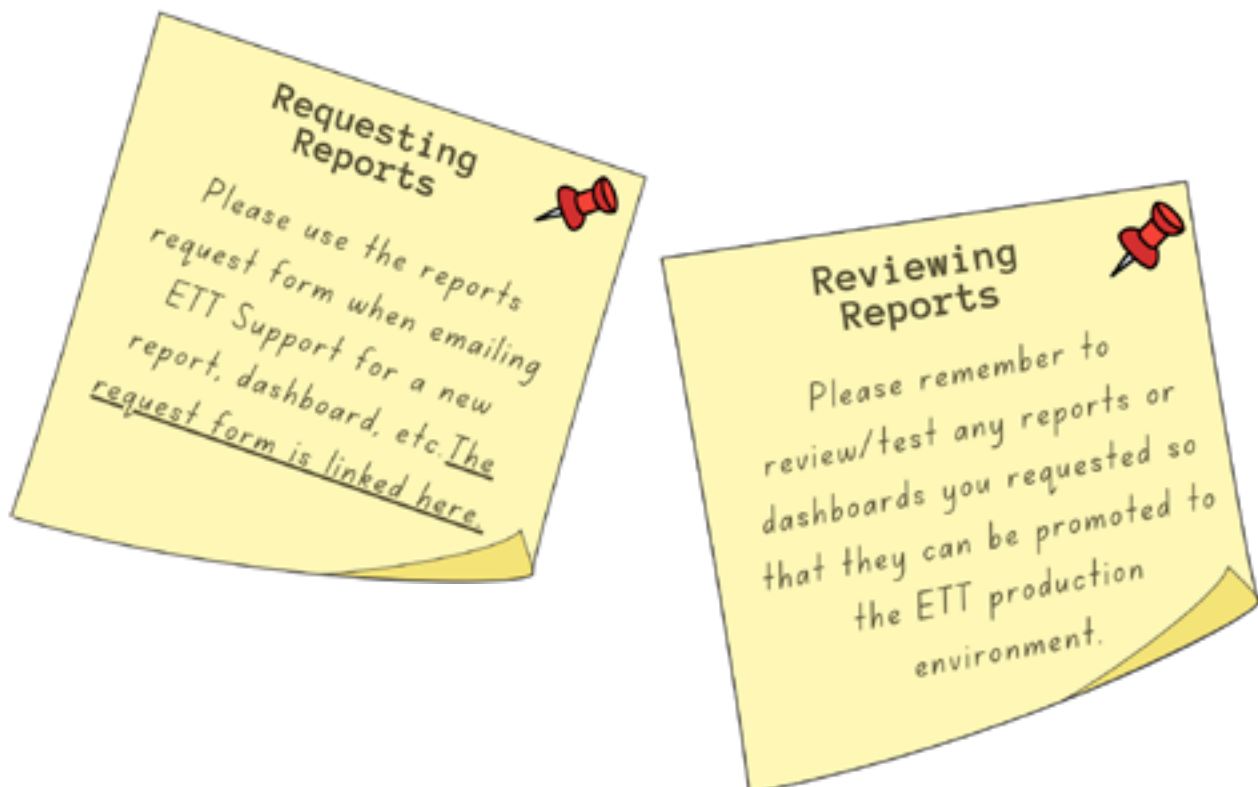 Requesting
Reports
Please use the reports
request form when emailing
ETT Support for a new
report, dashboard, etc.The
request form is linked here.
Reviewing
Reports
Please remember to
review/test any reports or
dashboards you requested so
that they can be promoted to
the ETT production
environment.